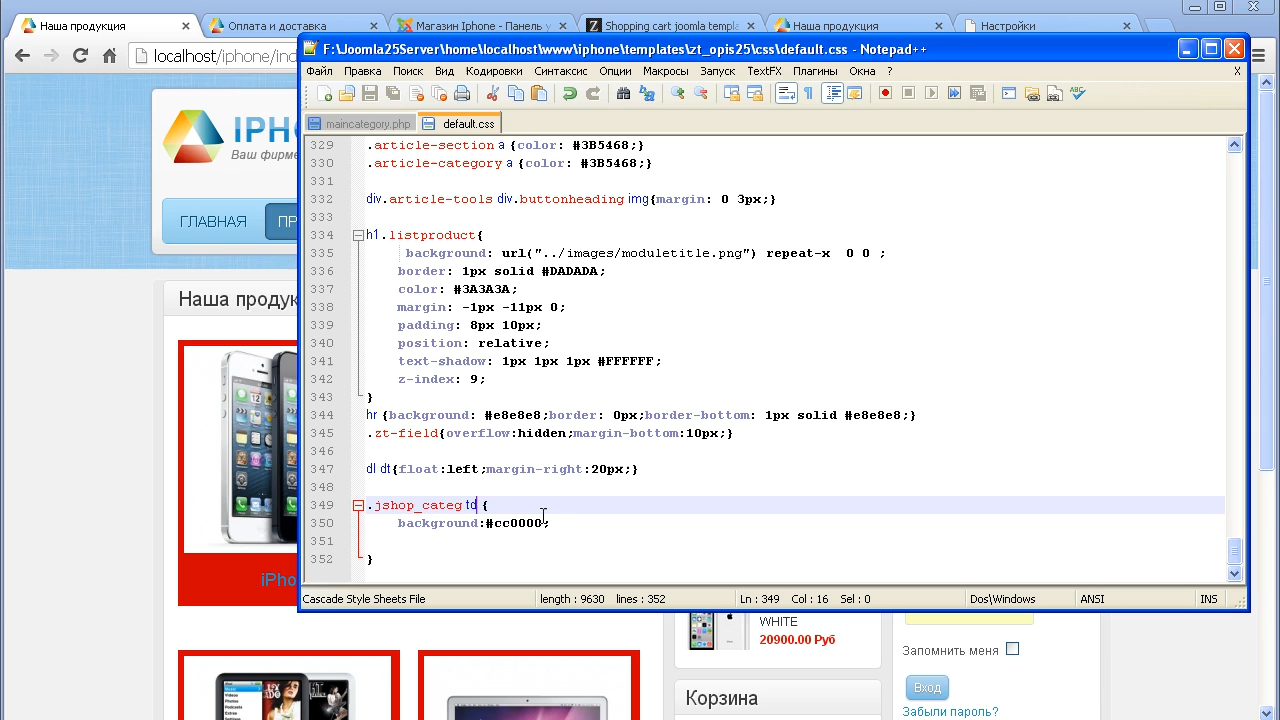 Наша продукция
Оплата и доставка
Магазин Iphone - Панель у
Shopping cart joomla templ
Наша продукция
Настройки
localhost/iphone/ind
F:\Joomla25Server\home\localhost\www\iphone\templates\zt_opis25\css\default.css - Notepad++
Файл Правка Поиск Вид Кодировки Синтаксис Опции Макросы Запуск TextFX Плагины Окна ? X
maincategory.php default.css
IPHO
Ваш фирме
ГЛАВНАЯ
ПР
Наша продук
iPho
329 .article-section a {color: #3B5468;}
330 .article-category a {color: #3B5468;}
331
332 div.article-tools div.buttonheading img{margin: 0 3px;}
333
334 h1.listproduct{
335 background: url("../images/moduletitle.png") repeat-x 0 0 ;
336 border: 1px solid #DADADA;
337 color: #3A3A3A;
338 margin: -1px -11px 0;
339 padding: 8px 10px;
340 position: relative;
341 text-shadow: 1px 1px 1px #FFFFFF;
342 z-index: 9;
343 }
344 hr {background: #e8e8e8;border: 0px;border-bottom: 1px solid #e8e8e8;}
345 .zt-field{overflow:hidden;margin-bottom:10px;}
346
347 dl dt{float:left;margin-right:20px;}
348
349 .jshop_categ td {
350 background:#cc0000;
351
352 }
Cascade Style Sheets File length : 9630 lines : 352 Ln : 349 Col : 16 Sel : 0 Dos\Windows ANSI INS
WHITE
20900.00 Руб
Корзина
Запомнить меня
Вход
Забыли пароль?